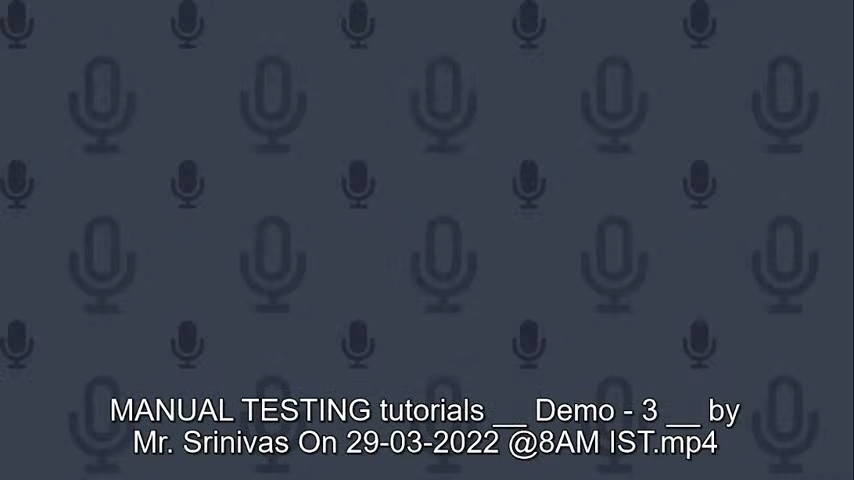 MANUAL TESTING tutorials __ Demo - 3 __ by
Mr. Srinivas On 29-03-2022 @8AM IST.mp4